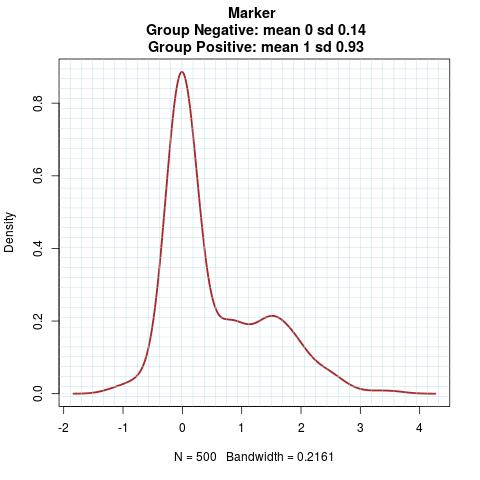 Marker
Group Negative: mean 0 sd 0.14
Group Positive: mean 1 sd 0.93
Density
0.8
0.6
0.4
0.2
0.0
-2 -1 0 1 2 3 4
N = 500 Bandwidth = 0.2161